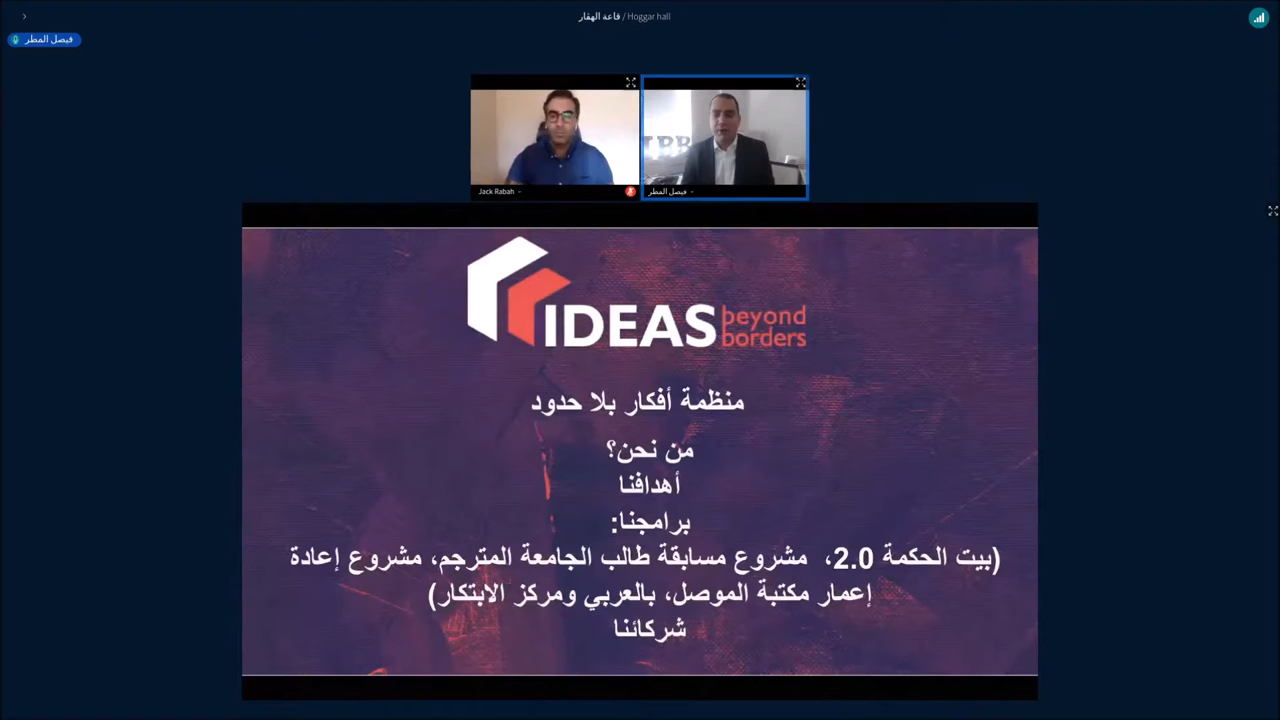 قاعة الهڨار / Hoggar hall
فيصل المطر
Jack Rabah
فيصل المطر
IDEAS beyond
borders
منظمة أفكار بلا حدود
من نحن؟
أهدافنا
برامجنا:
(بيت الحكمة 2.0، مشروع مسابقة طالب الجامعة المترجم، مشروع إعادة
إعمار مكتبة الموصل، بالعربي ومركز الابتكار)
شركائنا